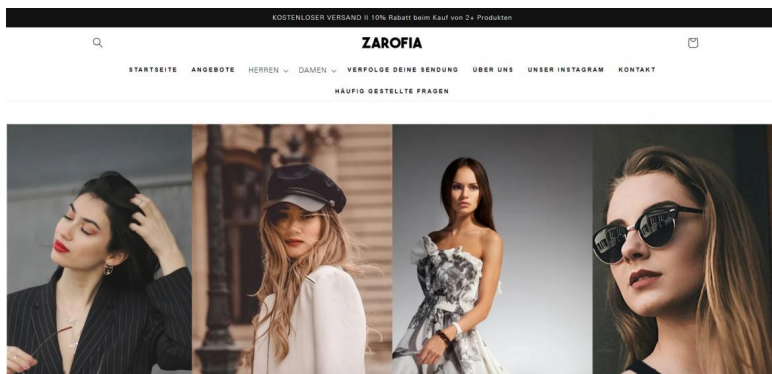 KOSTENLOSER VERSAND II 10% Rabatt beim Kauf von 2+ Produkten
ZAROFIA
STARTSEITE ANGEBOTE HERREN DAMEN VERFOLGE DEINE SENDUNG ÜBER UNS UNSER INSTAGRAM KONTAKT
HÄUFIG GESTELLTE FRAGEN